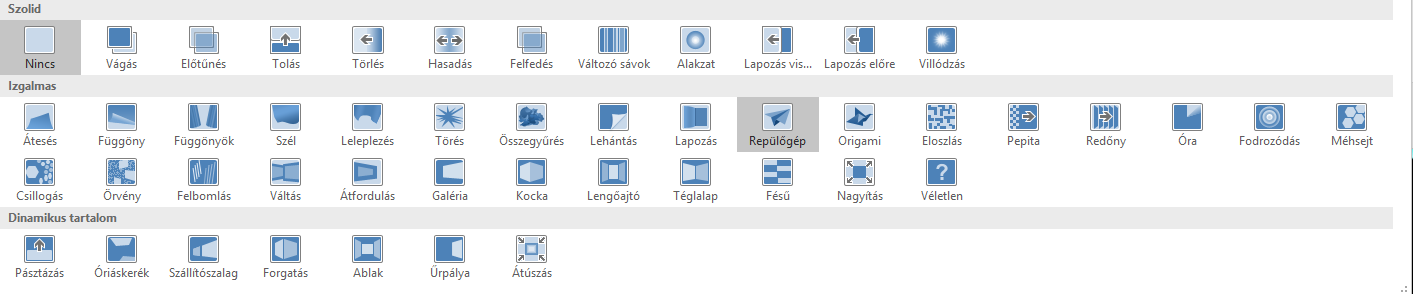 Szolid
Nincs Vágás Előtűnés Tolás Törlés Hasadás Felfedés Változó sávok Alakzat Lapozás vis... Lapozás előre Villódzás
Izgalmas
Átesés Függöny Függönyök Szél Leleplezés Törés Összegyűrés Lehántás Lapozás Repülőgép Origami Eloszlás Pepita Redőny Óra Fodrozódás Méhsejt
Csillogás Örvény Felbomlás Váltás Átfordulás Galéria Kocka Lengőajtó Téglalap Fésű Nagyítás Véletlen
Dinamikus tartalom
Pásztázás Óriáskerék Szállítószalag Forgatás Ablak Űrpálya Átúszás